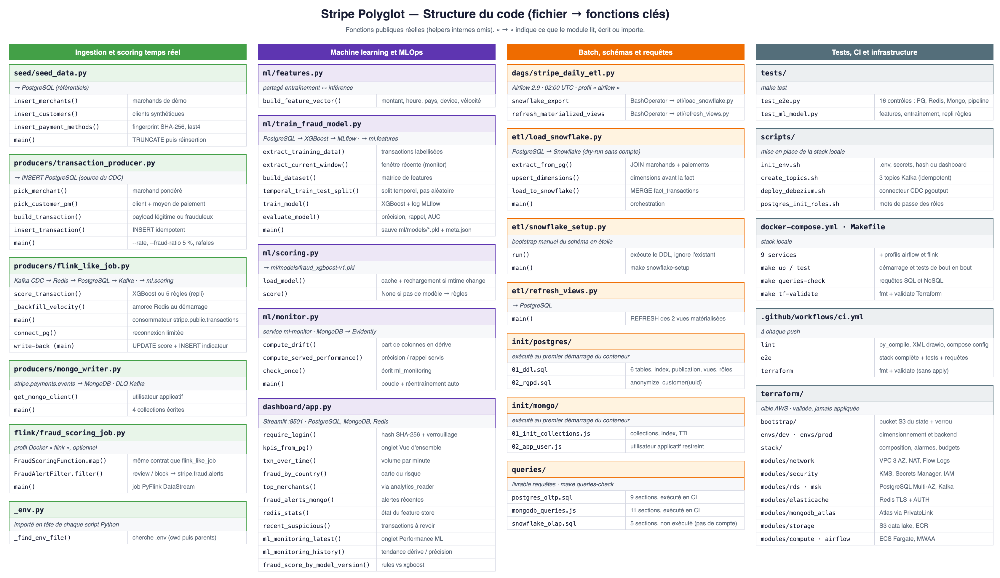 Stripe Polyglot — Structure du code (fichier → fonctions clés)
Fonctions publiques réelles (helpers internes omis). « → » indique ce que le module lit, écrit ou importe.
Ingestion et scoring temps réel
seed/seed_data.py
→ PostgreSQL (référentiels)
insert_merchants() marchands de démo
insert_customers() clients synthétiques
insert_payment_methods() fingerprint SHA-256, last4
main() TRUNCATE puis réinsertion
producers/transaction_producer.py
→ INSERT PostgreSQL (source du CDC)
pick_merchant() marchand pondéré
pick_customer_pm() client + moyen de paiement
build_transaction() payload légitime ou frauduleux
insert_transaction() INSERT idempotent
main() --rate, --fraud-ratio 5 %, rafales
producers/flink_like_job.py
Kafka CDC → Redis → PostgreSQL → Kafka · → ml.scoring
score_transaction() XGBoost ou 5 règles (repli)
_backfill_velocity() amorce Redis au démarrage
main() consommateur stripe.public.transactions
connect_pg() reconnexion limitée
write-back (main) UPDATE score + INSERT indicateur
producers/mongo_writer.py
stripe.payments.events → MongoDB · DLQ Kafka
get_mongo_client() utilisateur applicatif
main() 4 collections écrites
flink/fraud_scoring_job.py
profil Docker « flink », optionnel
FraudScoringFunction.map() même contrat que flink_like_job
FraudAlertFilter.filter() review / block → stripe.fraud.alerts
main() job PyFlink DataStream
_env.py
importé en tête de chaque script Python
_find_env_file() cherche .env (cwd puis parents)
Machine learning et MLOps
ml/features.py
partagé entraînement ↔ inférence
build_feature_vector() montant, heure, pays, device, vélocité
ml/train_fraud_model.py
PostgreSQL → XGBoost → MLflow · → ml.features
extract_training_data() transactions labellisées
extract_current_window() fenêtre récente (monitor)
build_dataset() matrice de features
temporal_train_test_split() split temporel, pas aléatoire
train_model() XGBoost + log MLflow
evaluate_model() précision, rappel, AUC
main() sauve ml/models/*.pkl + meta.json
ml/scoring.py
→ ml/models/fraud_xgboost-v1.pkl
load_model() cache + rechargement si mtime change
score() None si pas de modèle → règles
ml/monitor.py
service ml-monitor · MongoDB → Evidently
compute_drift() part de colonnes en dérive
compute_served_performance() précision / rappel servis
check_once() écrit ml_monitoring
main() boucle + réentraînement auto
dashboard/app.py
Streamlit :8501 · PostgreSQL, MongoDB, Redis
require_login() hash SHA-256 + verrouillage
kpis_from_pg() onglet Vue d'ensemble
txn_over_time() volume par minute
fraud_by_country() carte du risque
top_merchants() via analytics_reader
fraud_alerts_mongo() alertes récentes
redis_stats() état du feature store
recent_suspicious() transactions à revoir
ml_monitoring_latest() onglet Performance ML
ml_monitoring_history() tendance dérive / précision
fraud_score_by_model_version() rules vs xgboost
Batch, schémas et requêtes
dags/stripe_daily_etl.py
Airflow 2.9 · 02:00 UTC · profil « airflow »
snowflake_export BashOperator → etl/load_snowflake.py
refresh_materialized_views BashOperator → etl/refresh_views.py
etl/load_snowflake.py
PostgreSQL → Snowflake (dry-run sans compte)
extract_from_pg() JOIN marchands + paiements
upsert_dimensions() dimensions avant la fact
load_to_snowflake() MERGE fact_transactions
main() orchestration
etl/snowflake_setup.py
bootstrap manuel du schéma en étoile
run() exécute le DDL, ignore l'existant
main() make snowflake-setup
etl/refresh_views.py
→ PostgreSQL
main() REFRESH des 2 vues matérialisées
init/postgres/
exécuté au premier démarrage du conteneur
01_ddl.sql 6 tables, index, publication, vues, rôles
02_rgpd.sql anonymize_customer(uuid)
init/mongo/
exécuté au premier démarrage du conteneur
01_init_collections.js collections, index, TTL
02_app_user.js utilisateur applicatif restreint
queries/
livrable requêtes · make queries-check
postgres_oltp.sql 9 sections, exécuté en CI
mongodb_queries.js 11 sections, exécuté en CI
snowflake_olap.sql 5 sections, non exécuté (pas de compte)
Tests, CI et infrastructure
tests/
make test
test_e2e.py 16 contrôles : PG, Redis, Mongo, pipeline
test_ml_model.py features, entraînement, repli règles
scripts/
mise en place de la stack locale
init_env.sh .env, secrets, hash du dashboard
create_topics.sh 3 topics Kafka (idempotent)
deploy_debezium.sh connecteur CDC pgoutput
postgres_init_roles.sh mots de passe des rôles
docker-compose.yml · Makefile
stack locale
9 services + profils airflow et flink
make up / test démarrage et tests de bout en bout
make queries-check requêtes SQL et NoSQL
make tf-validate fmt + validate Terraform
.github/workflows/ci.yml
à chaque push
lint py_compile, XML drawio, compose config
e2e stack complète + tests + requêtes
terraform fmt + validate (sans apply)
terraform/
cible AWS · validée, jamais appliquée
bootstrap/ bucket S3 du state + verrou
envs/dev · envs/prod dimensionnement et backend
stack/ composition, alarmes, budgets
modules/network VPC 3 AZ, NAT, Flow Logs
modules/security KMS, Secrets Manager, IAM
modules/rds · msk PostgreSQL Multi-AZ, Kafka
modules/elasticache Redis TLS + AUTH
modules/mongodb_atlas Atlas via PrivateLink
modules/storage S3 data lake, ECR
modules/compute · airflow ECS Fargate, MWAA